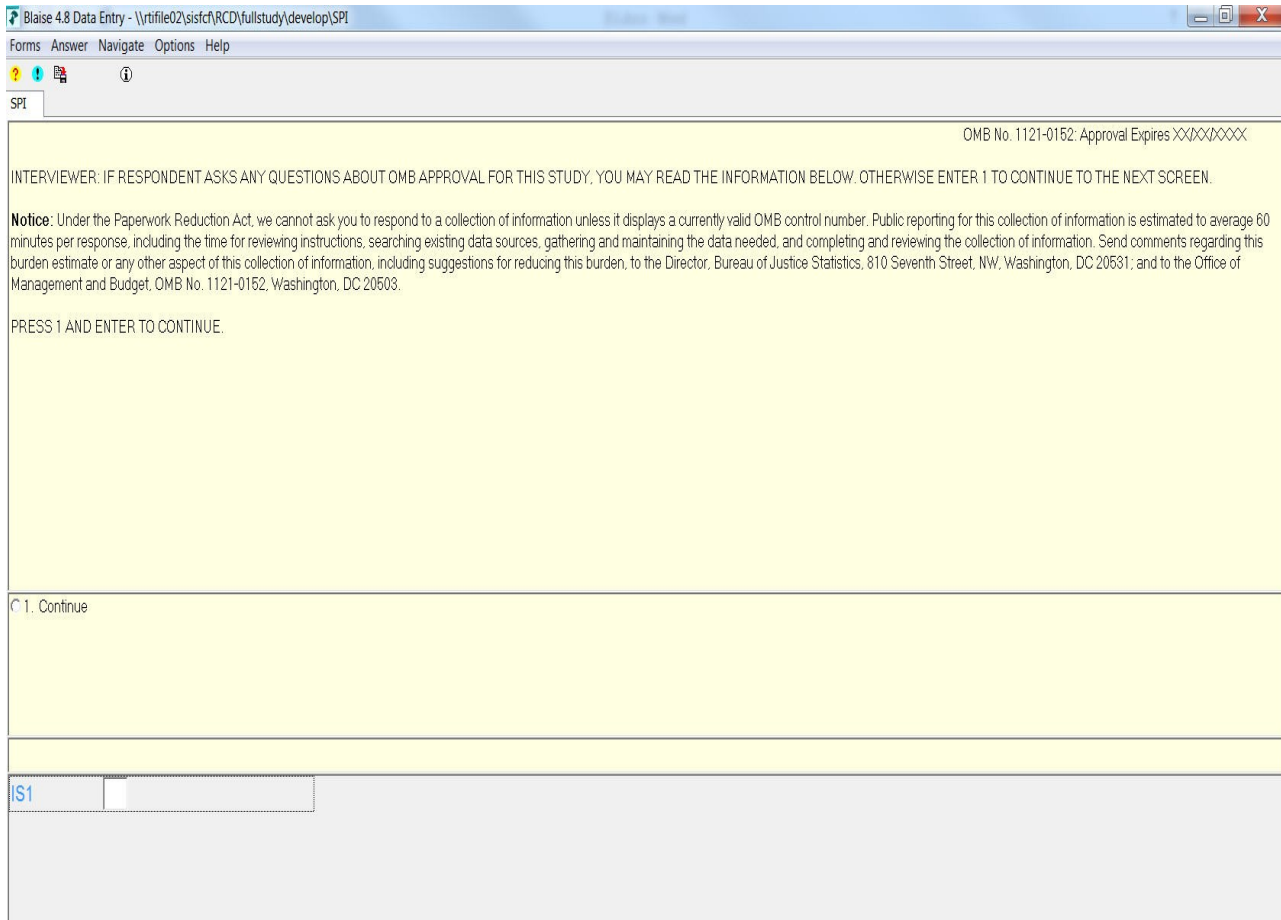 Blaise 4.8 Data Entry - \\rtifile02\sisfcf\RCD\fullstudy\develop\SPI
Forms Answer Navigate Options Help
SPI
OMB No. 1121-0152: Approval Expires XX/XX/XXXX
INTERVIEWER: IF RESPONDENT ASKS ANY QUESTIONS ABOUT OMB APPROVAL FOR THIS STUDY, YOU MAY READ THE INFORMATION BELOW. OTHERWISE ENTER 1 TO CONTINUE TO THE NEXT SCREEN.
Notice: Under the Paperwork Reduction Act, we cannot ask you to respond to a collection of information unless it displays a currently valid OMB control number. Public reporting for this collection of information is estimated to average 60
minutes per response, including the time for reviewing instructions, searching existing data sources, gathering and maintaining the data needed, and completing and reviewing the collection of information. Send comments regarding this
burden estimate or any other aspect of this collection of information, including suggestions for reducing this burden, to the Director, Bureau of Justice Statistics, 810 Seventh Street, NW, Washington, DC 20531; and to the Office of
Management and Budget, OMB No. 1121-0152, Washington, DC 20503.
PRESS 1 AND ENTER TO CONTINUE.
1. Continue
IS1